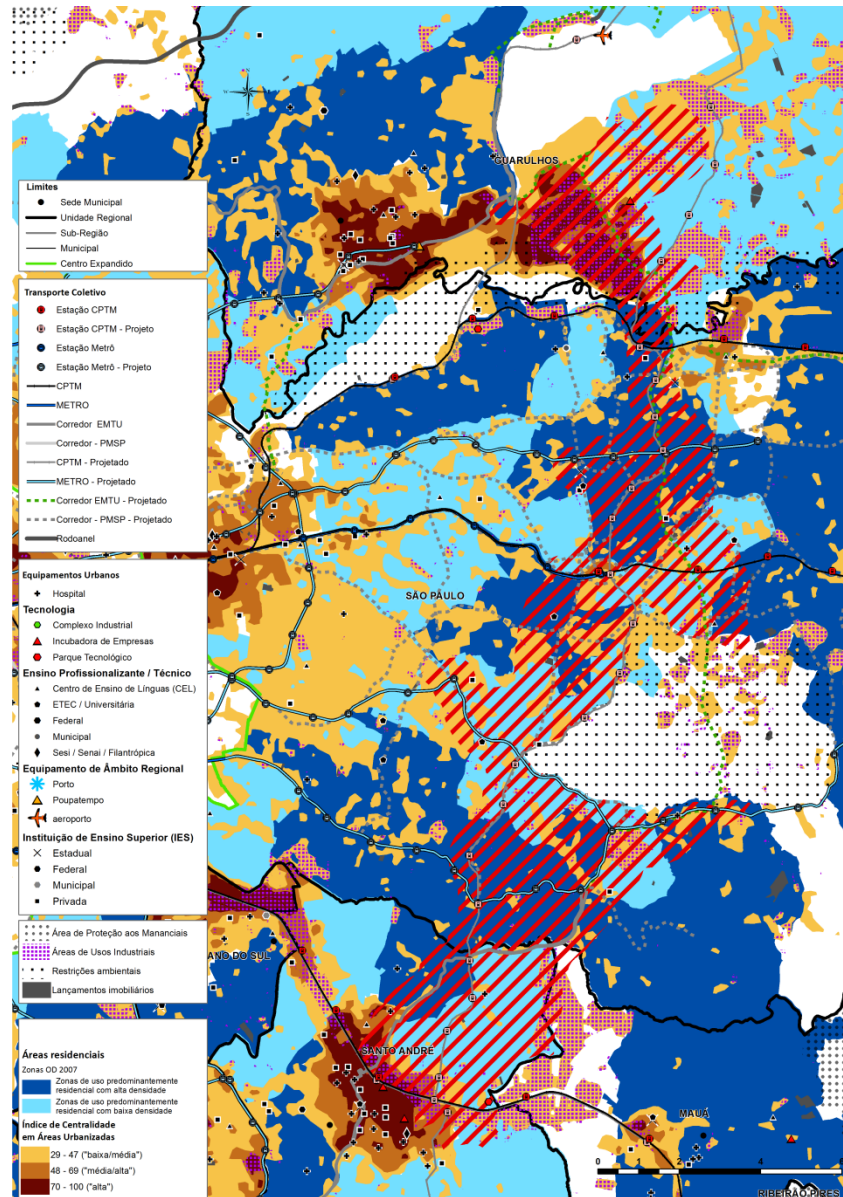 GUARULHOS
Limites
Sede Municipal
Unidade Regional
Sub-Região
Municipal
Centro Expandido
Transporte Coletivo
Estação CPTM
Estação CPTM - Projeto
Estação Metrô
Estação Metrô - Projeto
CPTM
METRO
Corredor EMTU
Corredor - PMSP
CPTM - Projetado
METRO - Projetado
Corredor EMTU - Projetado
Corredor - PMSP - Projetado
Rodoanel
Equipamentos Urbanos
Hospital
Tecnologia
Complexo Industrial
Incubadora de Empresas
Parque Tecnológico
Ensino Profissionalizante / Técnico
Centro de Ensino de Línguas (CEL)
ETEC / Universitária
Federal
Municipal
Sesi / Senai / Filantrópica
Equipamento de Âmbito Regional
Porto
Poupatempo
aeroporto
Instituição de Ensino Superior (IES)
Estadual
Federal
Municipal
Privada
Área de Proteção aos Mananciais
Áreas de Usos Industriais
Restrições ambientais
Lançamentos imobiliários
Áreas residenciais
Zonas OD 2007
Zonas de uso predominantemente
residencial com alta densidade
Zonas de uso predominantemente
residencial com baixa densidade
Índice de Centralidade
em Áreas Urbanizadas
29 - 47 ("baixa/média")
48 - 69 ("média/alta")
70 - 100 ("alta")
SÃO PAULO
ANO DO SUL
SANTO ANDRÉ
MAUÁ
0 2 4 6
RIBEIRÃO PIRES